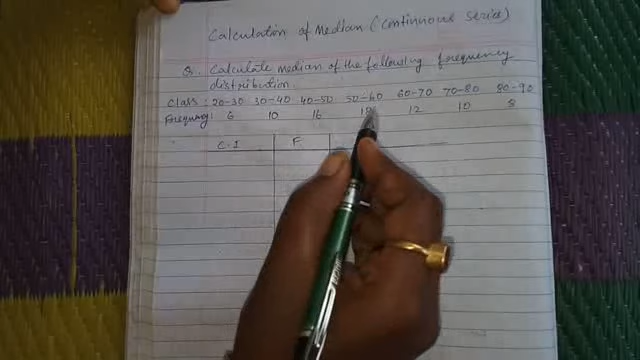 Calculation of Median (Continuous Series)
Q. Calculate median of the following frequency
distribution.
Class: 20-30 30-40 40-50 50-60 60-70 70-80 80-90
Frequency: 6 10 16 12 10 8
C-I F